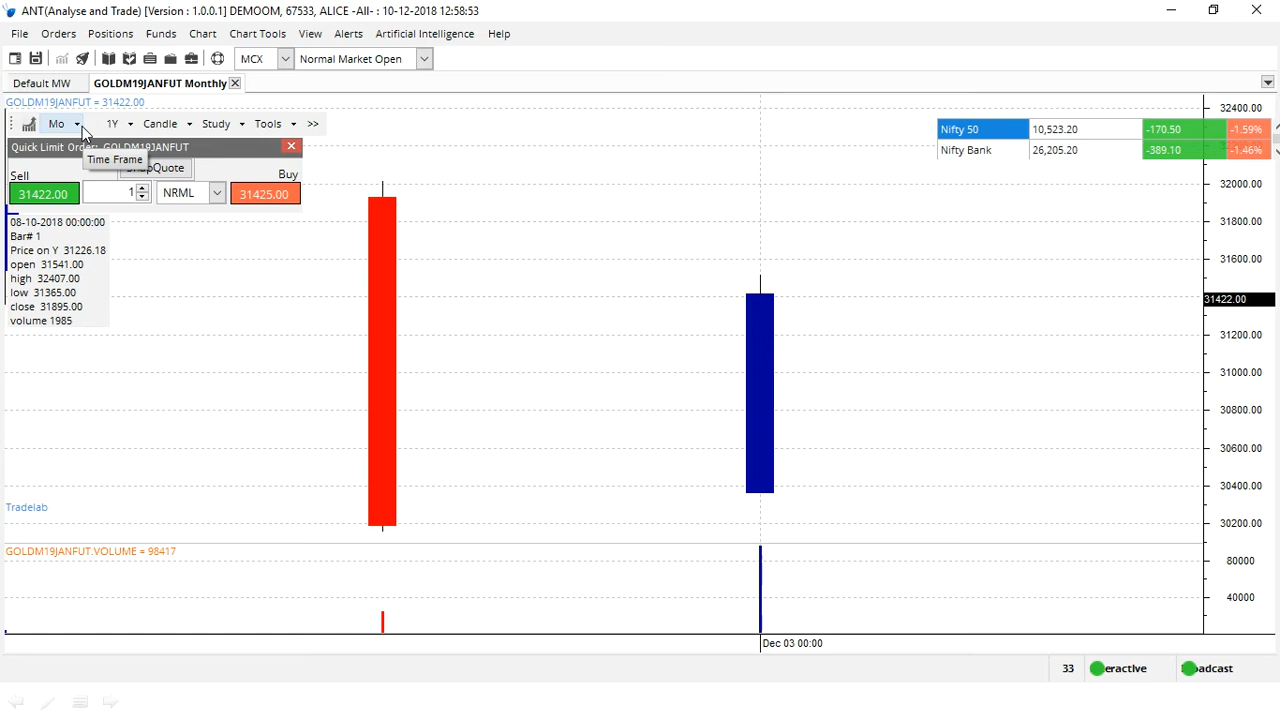 ANT(Analyse and Trade) [Version : 1.0.0.1] DEMOOM, 67533, ALICE -All- : 10-12-2018 12:58:53
File Orders Positions Funds Chart Chart Tools View Alerts Artificial Intelligence Help
MCX Normal Market Open
Default MW GOLDM19JANFUT Monthly
GOLDM19JANFUT = 31422.00
Mo 1Y Candle Study Tools >>
Quick Limit Order: GOLDM19JANFUT
Time Frame
Quote
Sell Buy
31422.00 1 NRML 31425.00
08-10-2018 00:00:00
Bar# 1
Price on Y 31226.18
open 31541.00
high 32407.00
low 31365.00
close 31895.00
volume 1985
Nifty 50 10,523.20 -170.50 -1.59%
Nifty Bank 26,205.20 -389.10 -1.46%
32400.00
32000.00
31800.00
31600.00
31422.00
31200.00
31000.00
30800.00
30600.00
30400.00
30200.00
Tradelab
GOLDM19JANFUT.VOLUME = 98417
80000
40000
Dec 03 00:00
33 eractive adcast